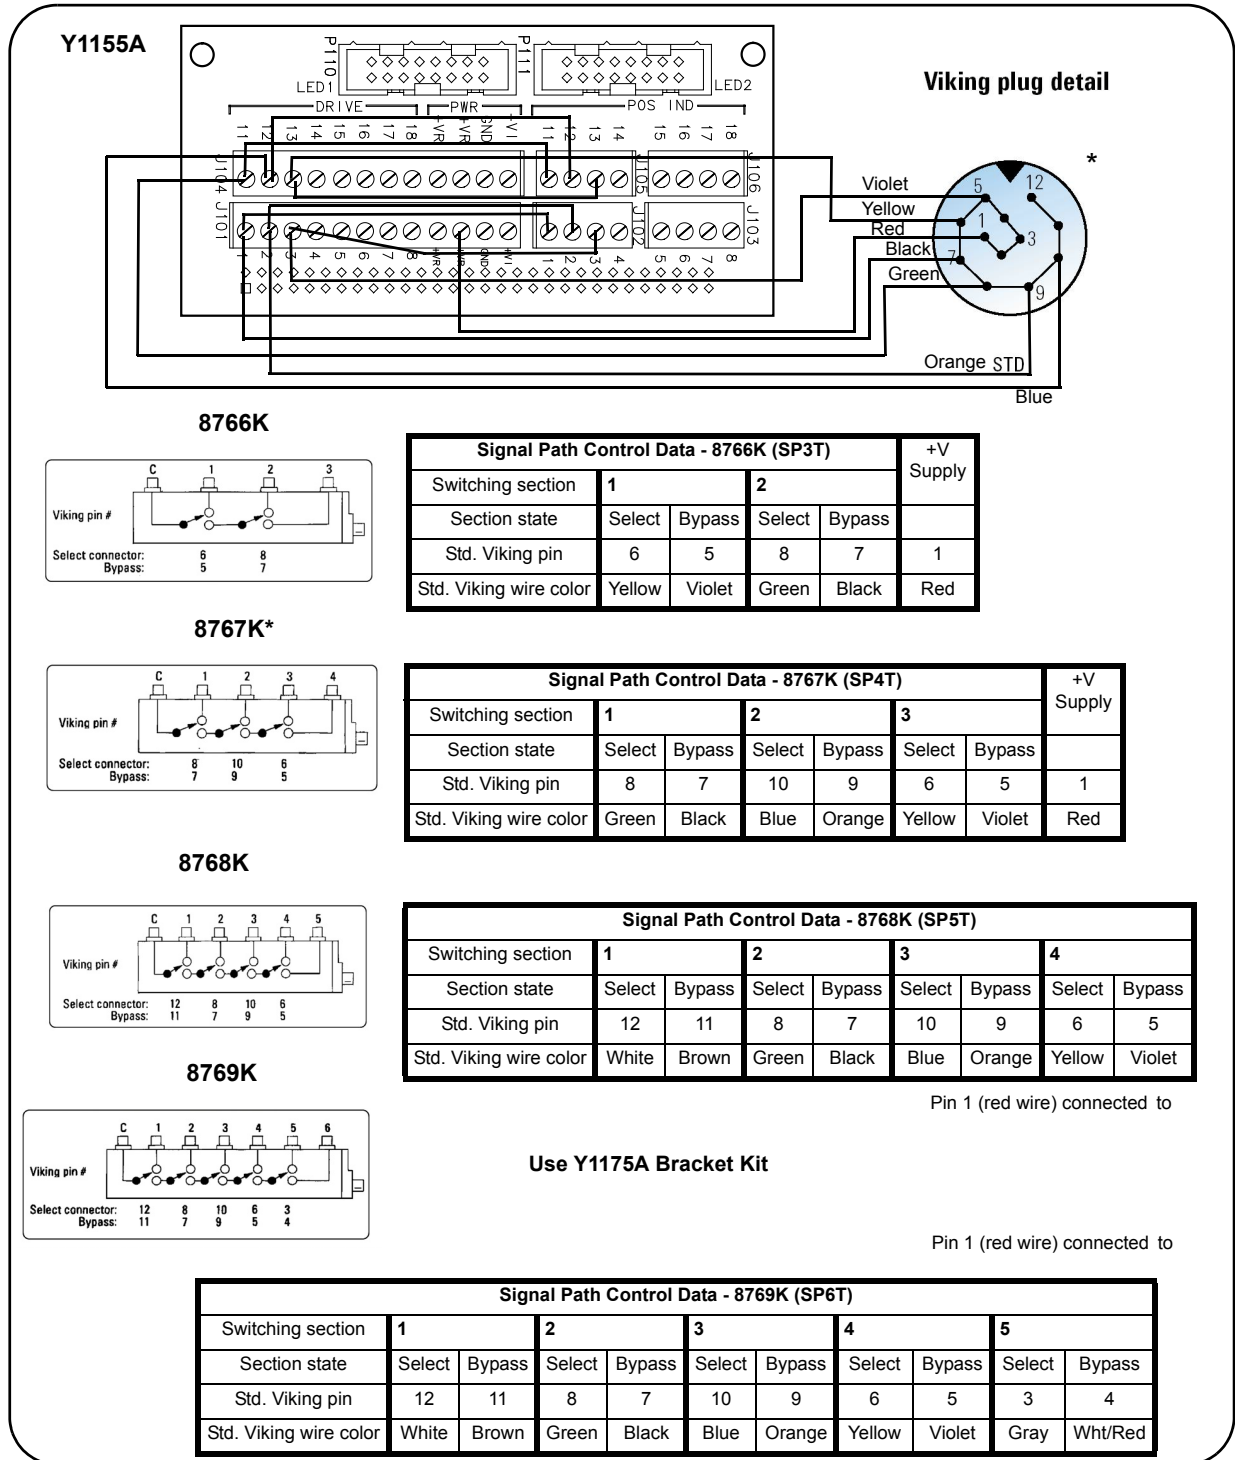 Y1155A
P110
P111
LED1
LED2
DRIVE
PWR
POS IND
11 12 13 14 15 16 17 18 +VR +VR GND +VI 11 12 13 14 15 16 17 18
J104
J105
J106
J101
J102
J103
1 2 3 4 5 6 7 8 +VR +VR GND +VI 1 2 3 4 5 6 7 8
Viking plug detail
*
Violet
Yellow
Red
Black
Green
5 12
1 3
7 9
Orange STD
Blue
8766K
C 1 2 3
Viking pin #
Select connector: 6 8
Bypass: 5 7
Signal Path Control Data - 8766K (SP3T) +V Supply
Switching section 1 2
Section state Select Bypass Select Bypass
Std. Viking pin 6 5 8 7 1
Std. Viking wire color Yellow Violet Green Black Red
8767K*
C 1 2 3 4
Viking pin #
Select connector: 8 10 6
Bypass: 7 9 5
Signal Path Control Data - 8767K (SP4T) +V Supply
Switching section 1 2 3
Section state Select Bypass Select Bypass Select Bypass
Std. Viking pin 8 7 10 9 6 5 1
Std. Viking wire color Green Black Blue Orange Yellow Violet Red
8768K
C 1 2 3 4 5
Viking pin #
Select connector: 12 8 10 6
Bypass: 11 7 9 5
Signal Path Control Data - 8768K (SP5T)
Switching section 1 2 3 4
Section state Select Bypass Select Bypass Select Bypass Select Bypass
Std. Viking pin 12 11 8 7 10 9 6 5
Std. Viking wire color White Brown Green Black Blue Orange Yellow Violet
Pin 1 (red wire) connected to
8769K
C 1 2 3 4 5 6
Viking pin #
Select connector: 12 8 10 6 3
Bypass: 11 7 9 5 4
Use Y1175A Bracket Kit
Pin 1 (red wire) connected to
Signal Path Control Data - 8769K (SP6T)
Switching section 1 2 3 4 5
Section state Select Bypass Select Bypass Select Bypass Select Bypass Select Bypass
Std. Viking pin 12 11 8 7 10 9 6 5 3 4
Std. Viking wire color White Brown Green Black Blue Orange Yellow Violet Gray Wht/Red